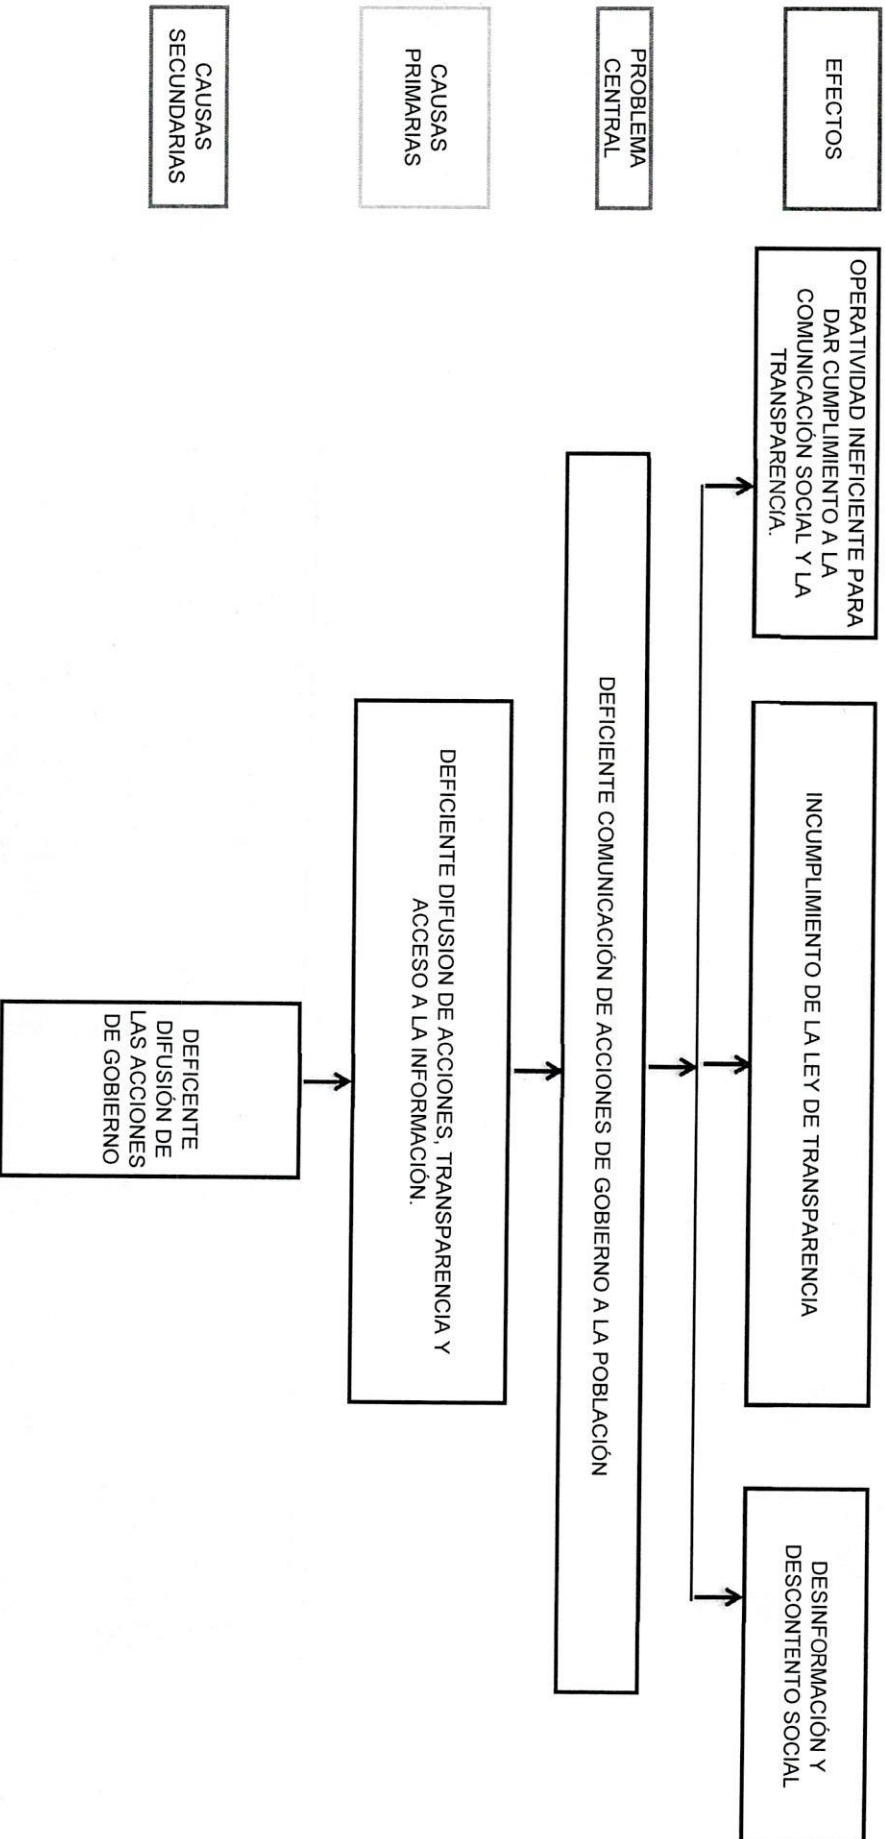 EFECTOS
OPERATIVIDAD INEFICIENTE PARA
DAR CUMPLIMIENTO A LA
COMUNICACIÓN SOCIAL Y LA
TRANSPARENCIA.
INCUMPLIMIENTO DE LA LEY DE TRANSPARENCIA
DESINFORMACIÓN Y
DESCONTENTO SOCIAL
PROBLEMA
CENTRAL
DEFICIENTE COMUNICACIÓN DE ACCIONES DE GOBIERNO A LA POBLACIÓN
CAUSAS
PRIMARIAS
DEFICIENTE DIFUSION DE ACCIONES, TRANSPARENCIA Y
ACCESO A LA INFORMACIÓN.
CAUSAS
SECUNDARIAS
DEFICENTE
DIFUSIÓN DE
LAS ACCIONES
DE GOBIERNO